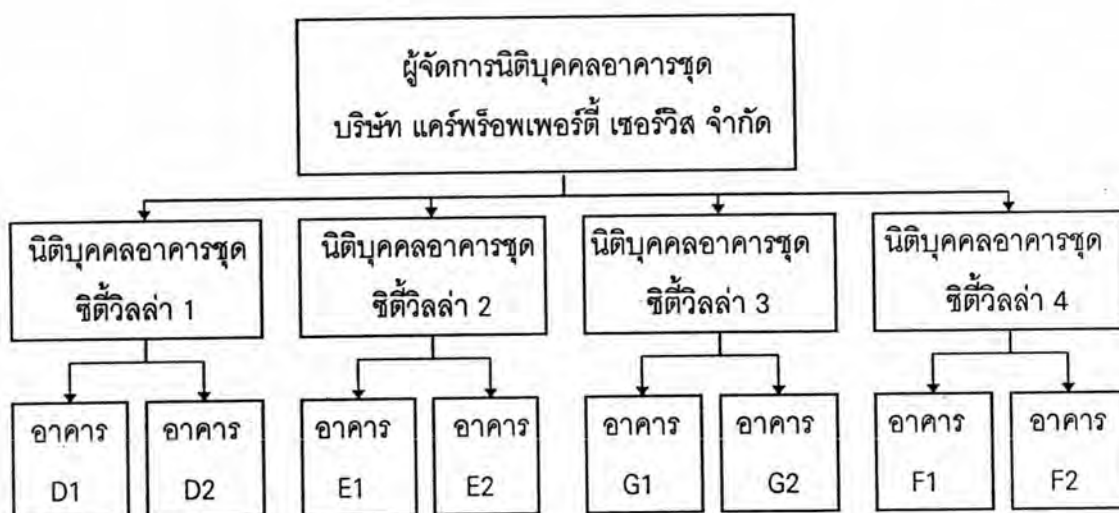 ผู้จัดการนิติบุคคลอาคารชุด
บริษัท แคร์พร็อพเพอร์ตี้ เซอร์วิส จำกัด
นิติบุคคลอาคารชุด
ซิตี้วิลล่า 1
นิติบุคคลอาคารชุด
ซิตี้วิลล่า 2
นิติบุคคลอาคารชุด
ซิตี้วิลล่า 3
นิติบุคคลอาคารชุด
ซิตี้วิลล่า 4
อาคาร
D1
อาคาร
D2
อาคาร
E1
อาคาร
E2
อาคาร
G1
อาคาร
G2
อาคาร
F1
อาคาร
F2